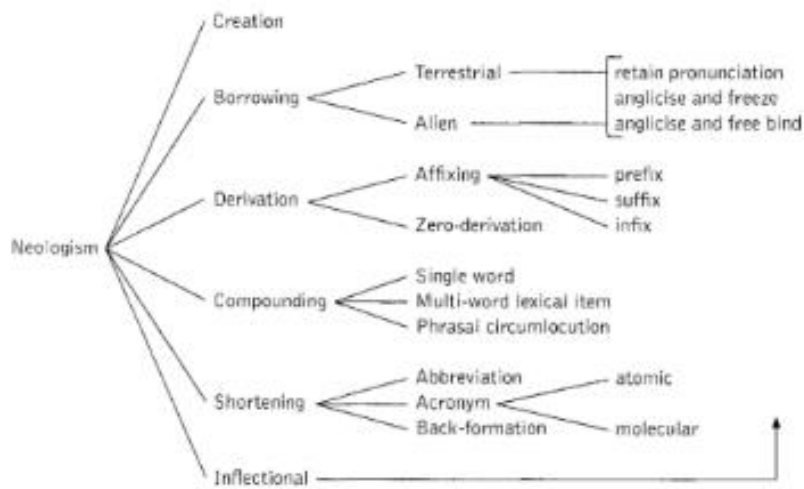 Creation
Terrestrial retain pronunciation
Borrowing anglicise and freeze
Alien anglicise and free bind
Affixing prefix
Derivation suffix
Zero-derivation infix
Neologism
Single word
Compounding Multi-word lexical item
Phrasal circumlocution
Abbreviation atomic
Shortening Acronym
Back-formation molecular
Inflectional